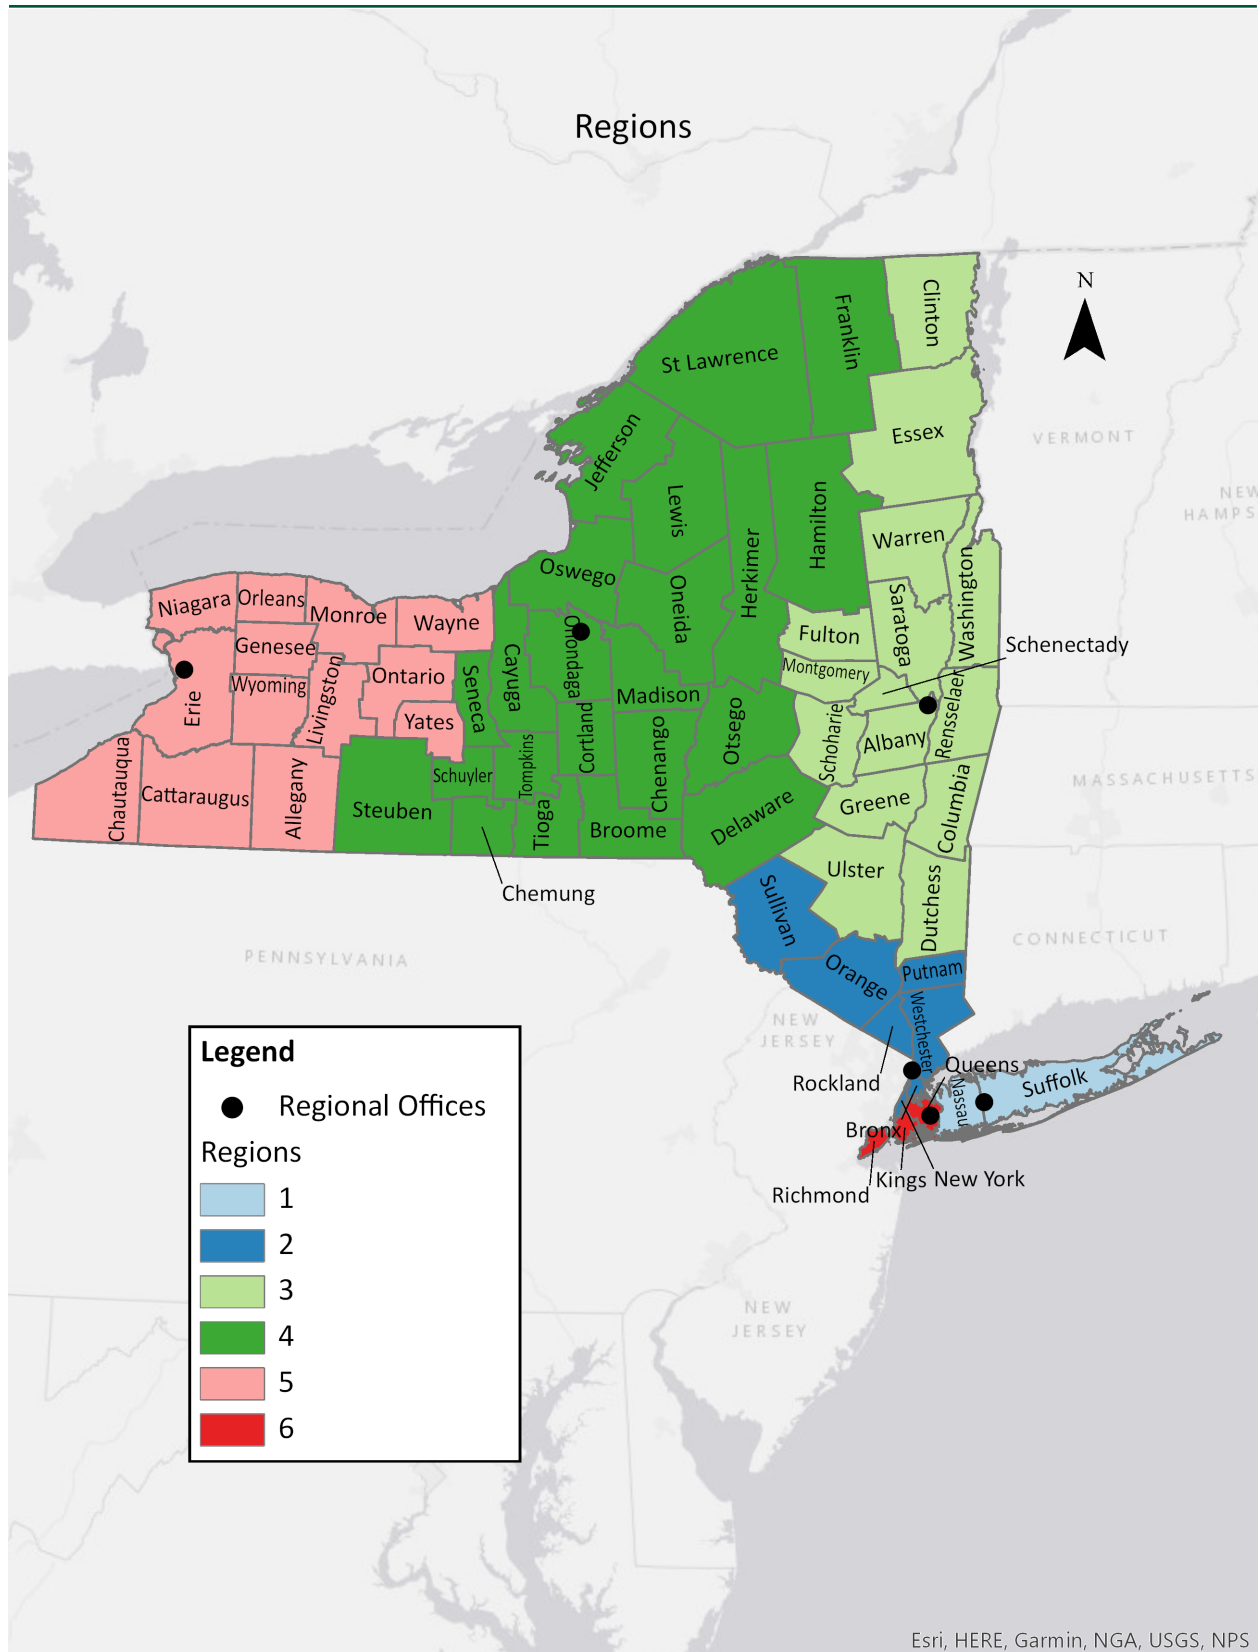 Regions
N
Clinton
Franklin
St Lawrence
Essex
VERMONT
Jefferson
Lewis
Hamilton
NEW
HAMPS
Warren
Herkimer
Washington
Oswego
Oneida
Saratoga
Niagara
Orleans
Monroe
Wayne
Onondaga
Fulton
Schenectady
Genesee
Wyoming
Livingston
Ontario
Seneca
Cayuga
Montgomery
Erie
Yates
Madison
Cortland
Otsego
Schoharie
Albany
Rensselaer
Chautauqua
Cattaraugus
Allegany
Steuben
Schuyler
Tompkins
Chenango
MASSACHUSETTS
Greene
Columbia
Tioga
Broome
Delaware
Chemung
Ulster
Dutchess
Sullivan
PENNSYLVANIA
CONNECTICUT
Orange
Putnam
Westchester
NEW
JERSEY
Rockland
Queens
Nassau
Suffolk
Bronx
Richmond
Kings
New York
Legend
Regional Offices
Regions
1
2
3
4
5
6
NEW
JERSEY
Esri, HERE, Garmin, NGA, USGS, NPS